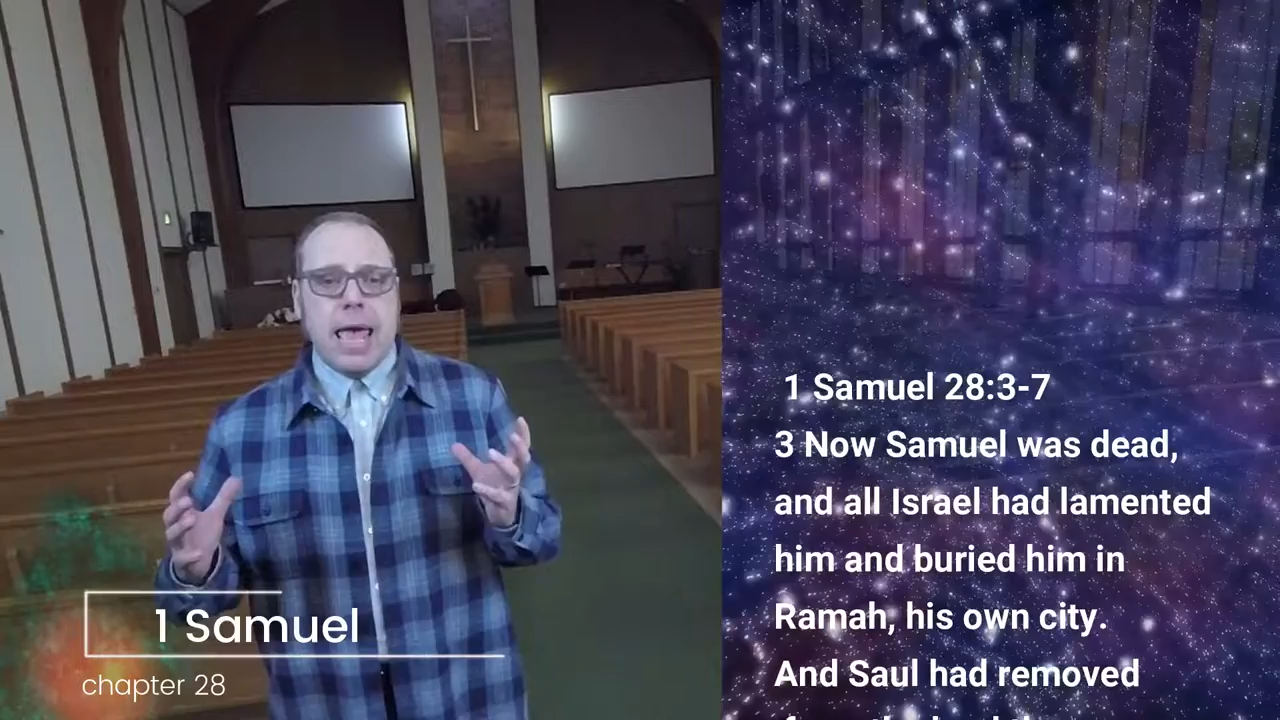 1 Samuel 28:3-7
3 Now Samuel was dead,
and all Israel had lamented
him and buried him in
Ramah, his own city.
And Saul had removed
1 Samuel
chapter 28